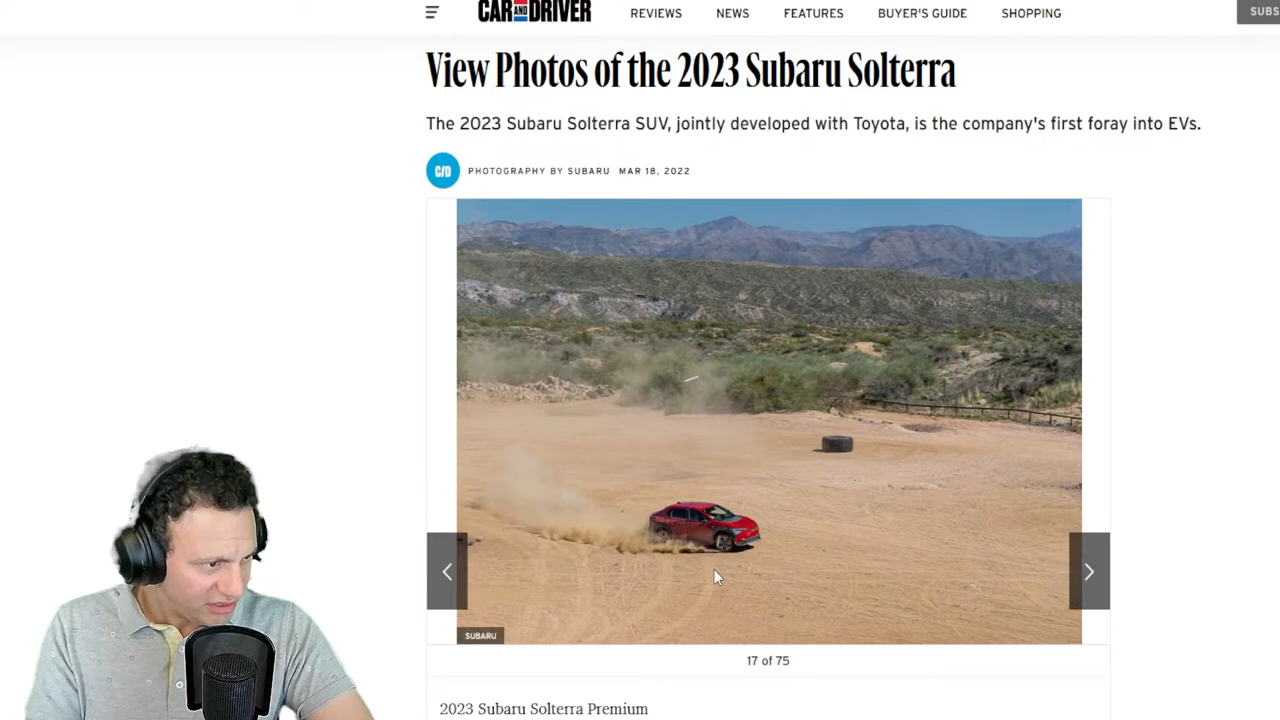 CAR AND DRIVER
REVIEWS
NEWS
FEATURES
BUYER'S GUIDE
SHOPPING
SUBS
View Photos of the 2023 Subaru Solterra
The 2023 Subaru Solterra SUV, jointly developed with Toyota, is the company's first foray into EVs.
C/D
PHOTOGRAPHY BY SUBARU MAR 18, 2022
SUBARU
17 of 75
2023 Subaru Solterra Premium